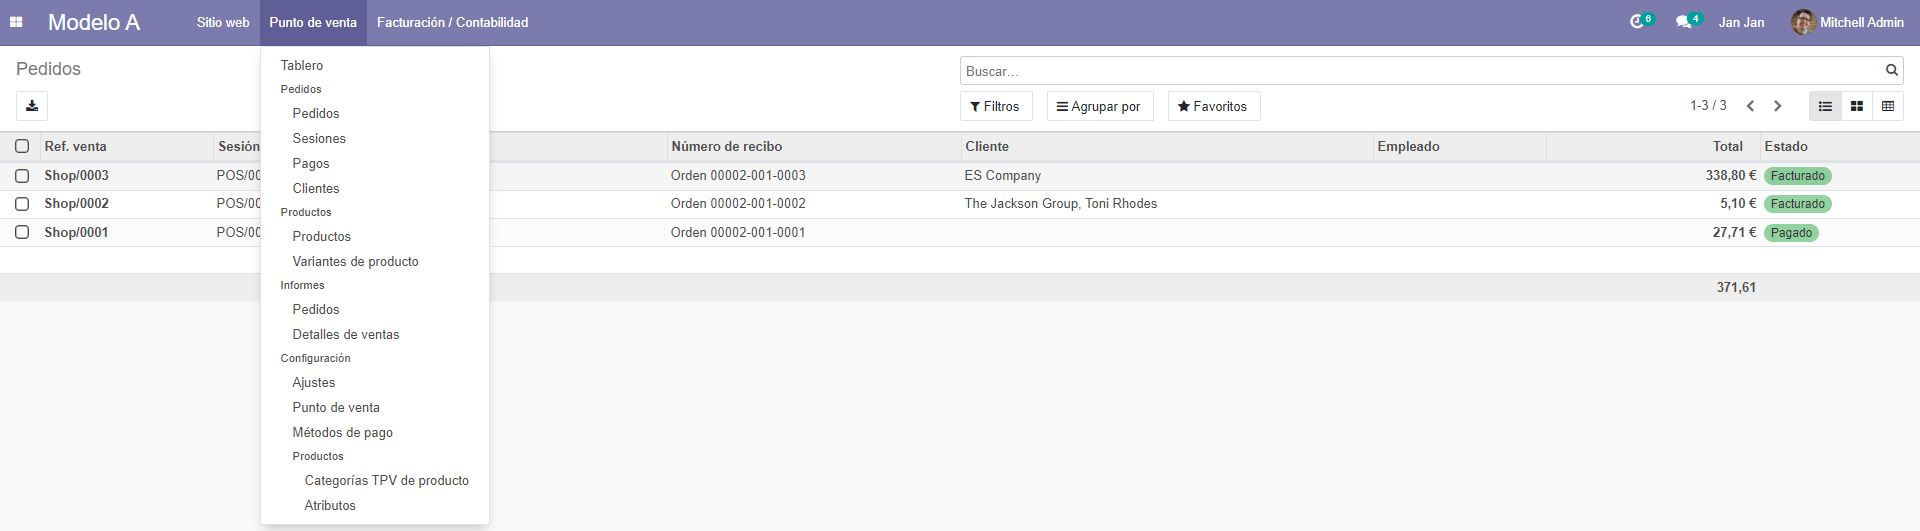 Modelo A Sitio web Punto de venta Facturación / Contabilidad 6 4 Jan Jan Mitchell Admin
Pedidos
Buscar...
Filtros Agrupar por Favoritos 1-3 / 3
Tablero
Pedidos
Pedidos
Sesiones
Pagos
Clientes
Productos
Productos
Variantes de producto
Informes
Pedidos
Detalles de ventas
Configuración
Ajustes
Punto de venta
Métodos de pago
Productos
Categorías TPV de producto
Atributos
Ref. venta Sesión Número de recibo Cliente Empleado Total Estado
Shop/0003 POS/00 Orden 00002-001-0003 ES Company 338,80 € Facturado
Shop/0002 POS/00 Orden 00002-001-0002 The Jackson Group, Toni Rhodes 5,10 € Facturado
Shop/0001 POS/00 Orden 00002-001-0001 27,71 € Pagado
371,61